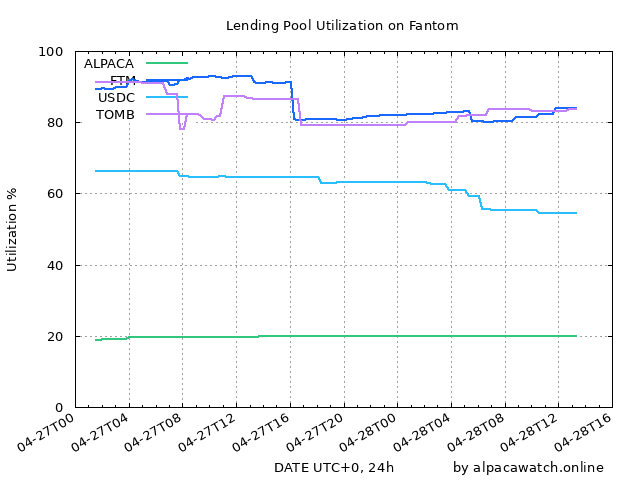 Lending Pool Utilization on Fantom
Utilization %
100
80
60
40
20
0
ALPACA
FTM
USDC
TOMB
04-27T00
04-27T04
04-27T08
04-27T12
04-27T16
04-27T20
04-28T00
04-28T04
04-28T08
04-28T12
04-28T16
DATE UTC+0, 24h
by alpacawatch.online